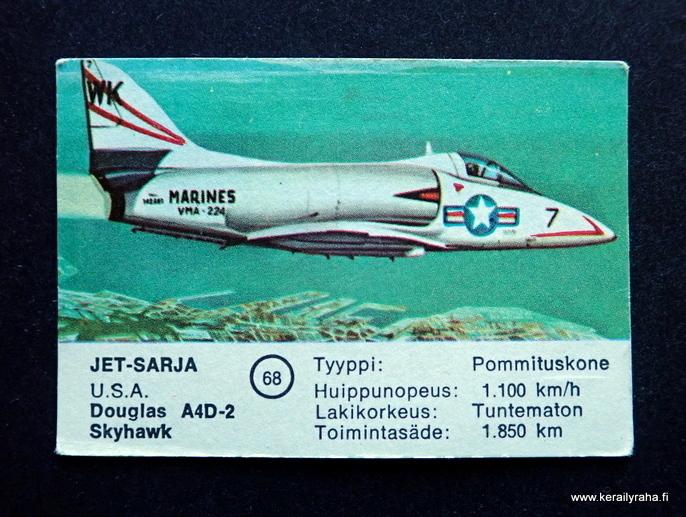 7
WK
MARINES
VMA-224
7
JET-SARJA
U.S.A.
Douglas A4D-2
Skyhawk
68
Tyyppi: Pommituskone
Huippunopeus: 1.100 km/h
Lakikorkeus: Tuntematon
Toimintasäde: 1.850 km
www.kerailyraha.fi